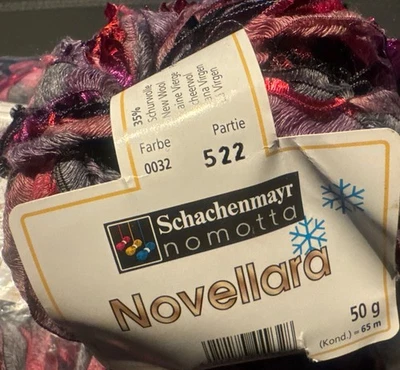 35%
Schurwolle
New Wool
Farbe
0032
Partie
522
Schachenmayr
nomotta
Novellara
50 g
(Kond.) = 65 m